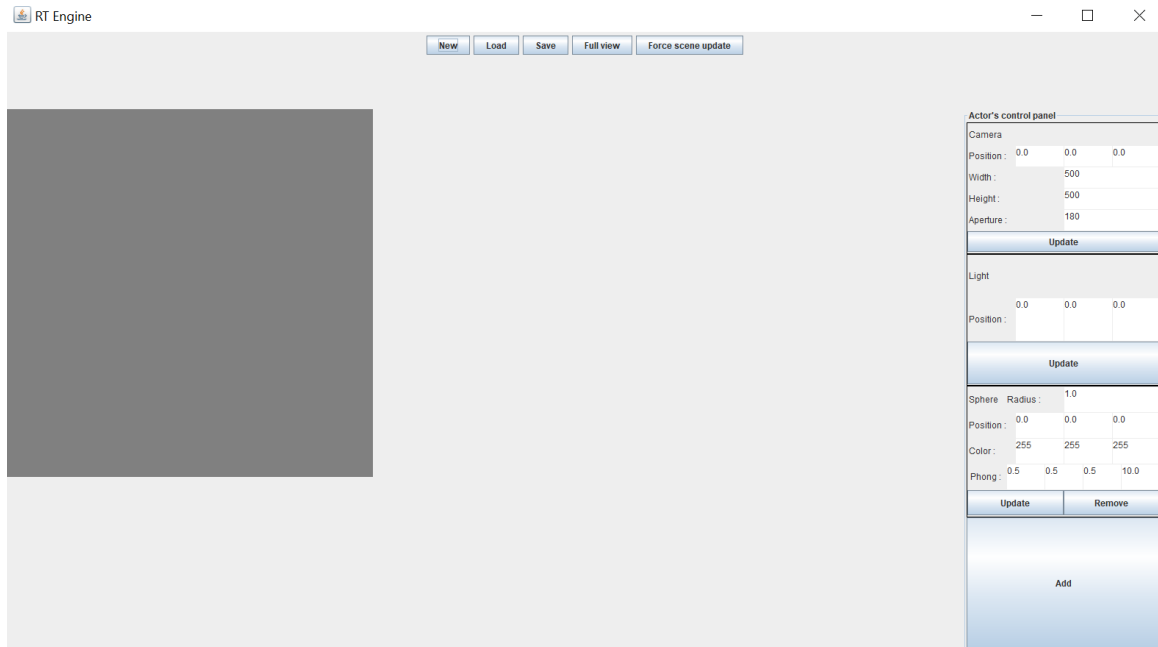 RT Engine
New Load Save Full view Force scene update
Actor's control panel
Camera
Position : 0.0 0.0 0.0
Width : 500
Height : 500
Aperture : 180
Update
Light
Position : 0.0 0.0 0.0
Update
Sphere Radius : 1.0
Position : 0.0 0.0 0.0
Color : 255 255 255
Phong : 0.5 0.5 0.5 10.0
Update Remove
Add